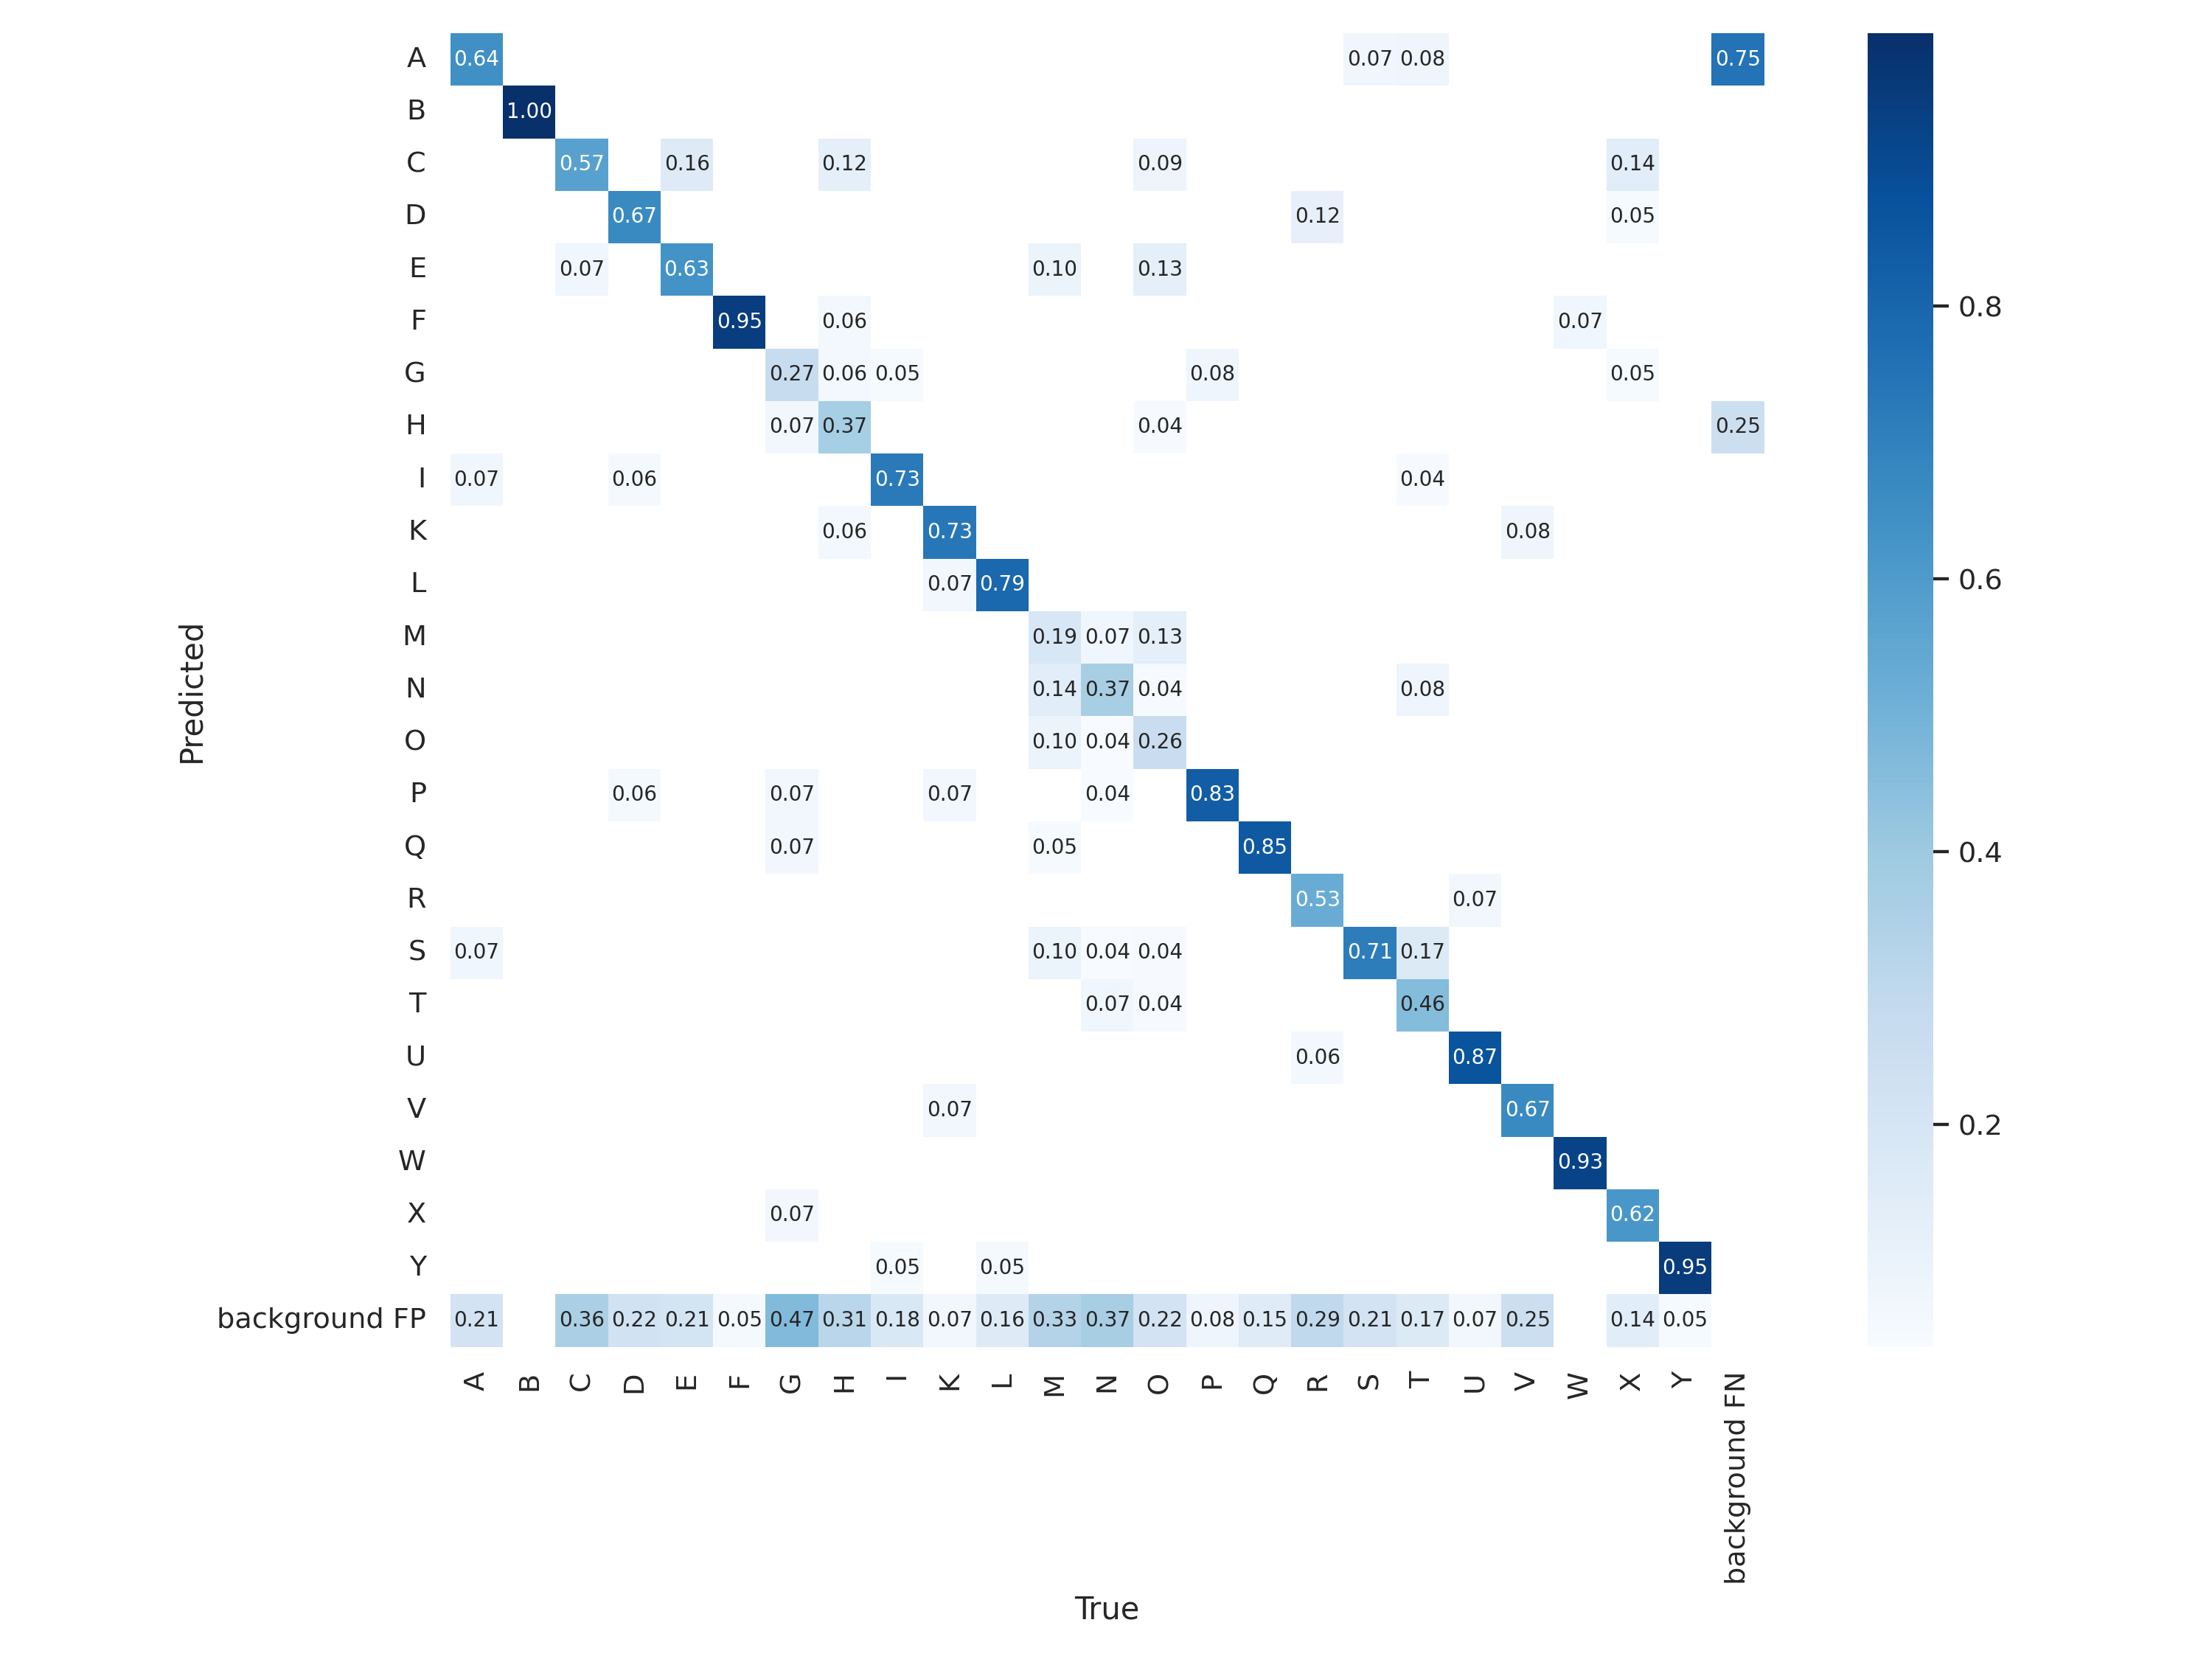 A 0.64 0.07 0.08 0.75
B 1.00
C 0.57 0.16 0.12 0.09 0.14
D 0.67 0.12 0.05
E 0.07 0.63 0.10 0.13
F 0.95 0.06 0.07
G 0.27 0.06 0.05 0.08 0.05
H 0.07 0.37 0.04 0.25
I 0.07 0.06 0.73 0.04
K 0.06 0.73 0.08
L 0.07 0.79
M 0.19 0.07 0.13
N 0.14 0.37 0.04 0.08
O 0.10 0.04 0.26
P 0.06 0.07 0.07 0.04 0.83
Q 0.07 0.05 0.85
R 0.53 0.07
S 0.07 0.10 0.04 0.04 0.71 0.17
T 0.07 0.04 0.46
U 0.06 0.87
V 0.07 0.67
W 0.93
X 0.07 0.62
Y 0.05 0.05 0.95
background FP 0.21 0.36 0.22 0.21 0.05 0.47 0.31 0.18 0.07 0.16 0.33 0.37 0.22 0.08 0.15 0.29 0.21 0.17 0.07 0.25 0.14 0.05
A B C D E F G H I K L M N O P Q R S T U V W X Y background FN
True
Predicted
0.8
0.6
0.4
0.2